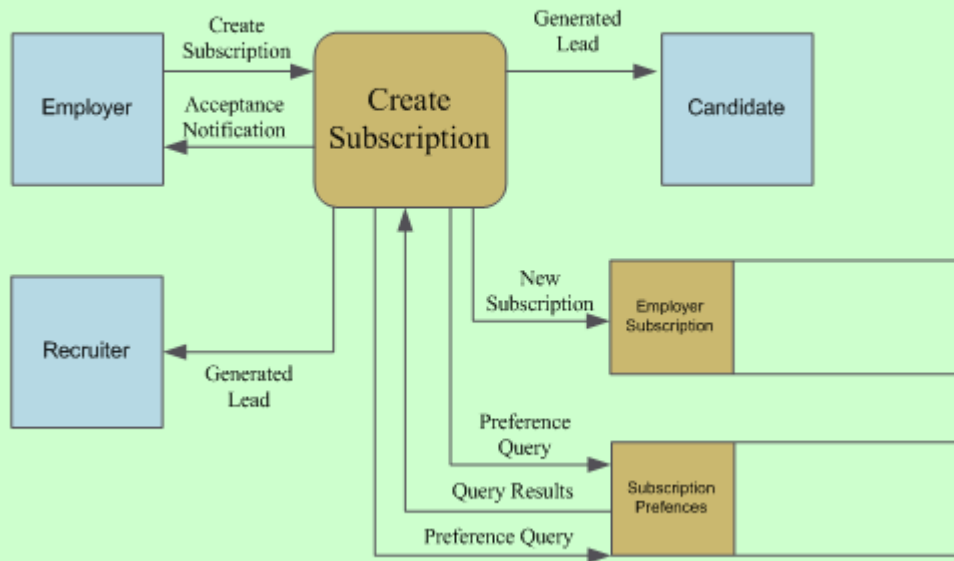 Create
Subscription
Generated
Lead
Employer
Create
Subscription
Candidate
Acceptance
Notification
New
Subscription
Employer
Subscription
Recruiter
Generated
Lead
Preference
Query
Query Results
Subscription
Prefences
Preference Query